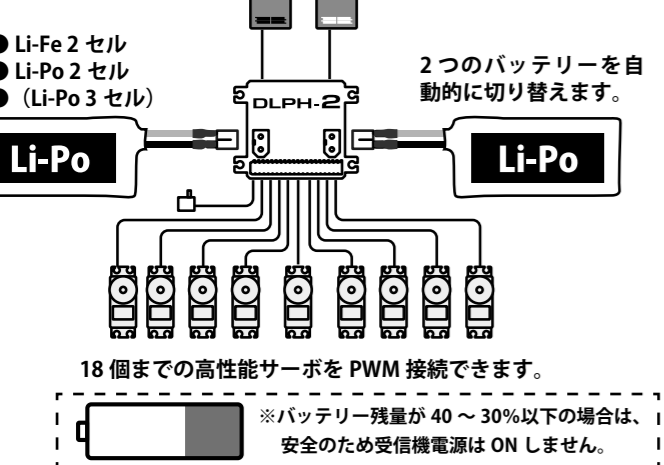 ● Li-Fe 2 セル
● Li-Po 2 セル
● （Li-Po 3 セル）
2 つのバッテリーを自
動的に切り替えます。
DLPH-2
Li-Po
Li-Po
18 個までの高性能サーボを PWM 接続できます。
※バッテリー残量が 40 ～ 30%以下の場合は、
安全のため受信機電源は ON しません。